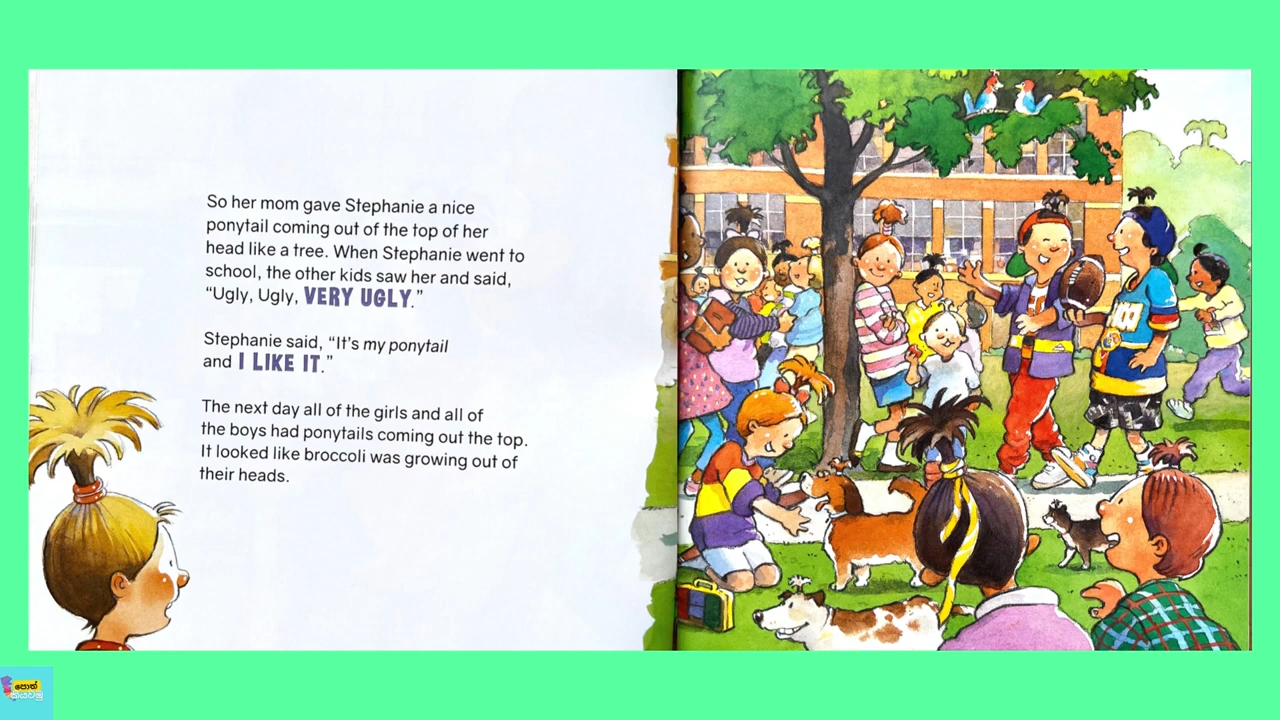 So her mom gave Stephanie a nice
ponytail coming out of the top of her
head like a tree. When Stephanie went to
school, the other kids saw her and said,
“Ugly, Ugly, VERY UGLY.”
Stephanie said, “It’s my ponytail
and I LIKE IT.”
The next day all of the girls and all of
the boys had ponytails coming out the top.
It looked like broccoli was growing out of
their heads.
පොත්
කියවමු